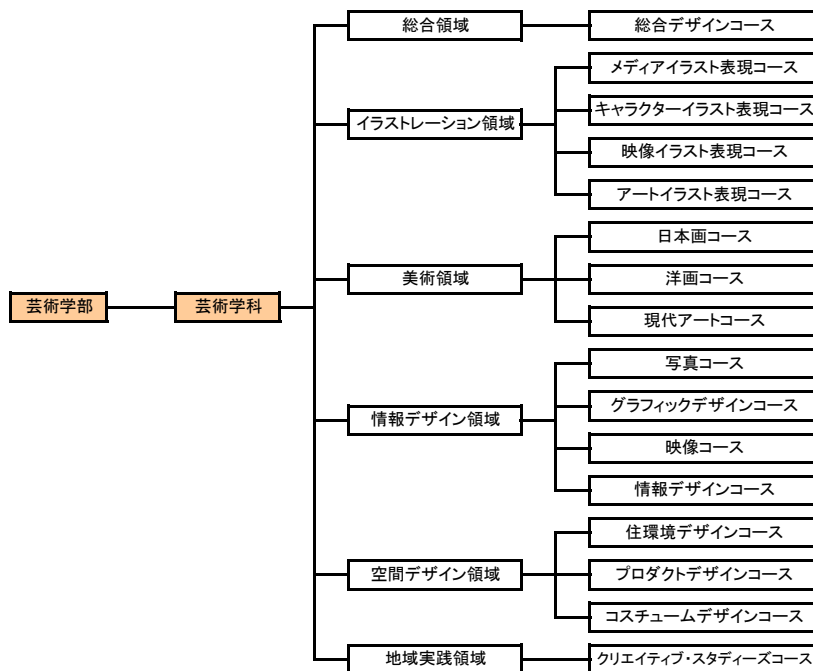 芸術学部
芸術学科
総合領域
総合デザインコース
イラストレーション領域
メディアイラスト表現コース
キャラクターイラスト表現コース
映像イラスト表現コース
アートイラスト表現コース
美術領域
日本画コース
洋画コース
現代アートコース
情報デザイン領域
写真コース
グラフィックデザインコース
映像コース
情報デザインコース
空間デザイン領域
住環境デザインコース
プロダクトデザインコース
コスチュームデザインコース
地域実践領域
クリエイティブ・スタディーズコース